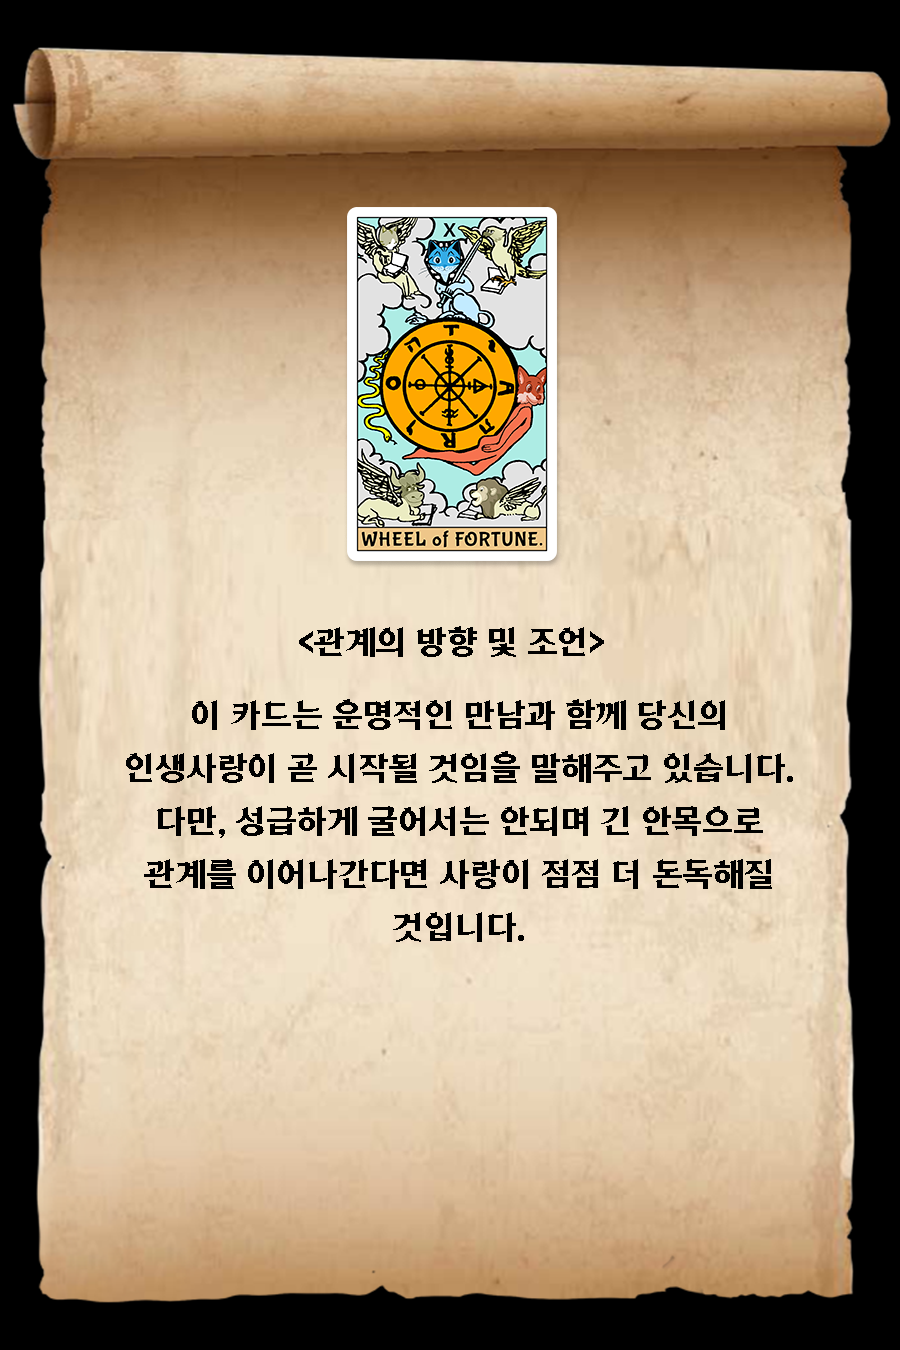 X
WHEEL of FORTUNE.
<관계의 방향 및 조언>
이 카드는 운명적인 만남과 함께 당신의
인생사랑이 곧 시작될 것임을 말해주고 있습니다.
다만, 성급하게 굴어서는 안되며 긴 안목으로
관계를 이어나간다면 사랑이 점점 더 돈독해질
것입니다.